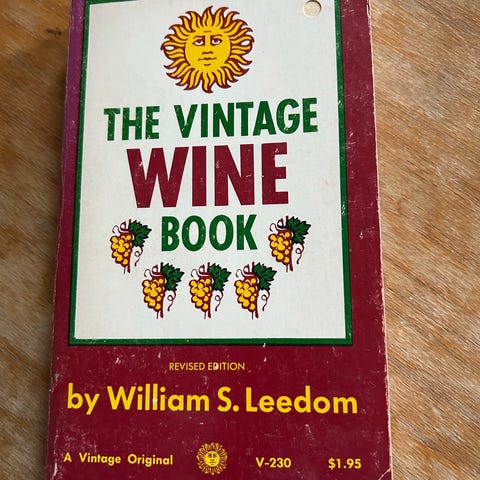 THE VINTAGE
WINE
BOOK
REVISED EDITION
by William S. Leedom
A Vintage Original V-230 $1.95